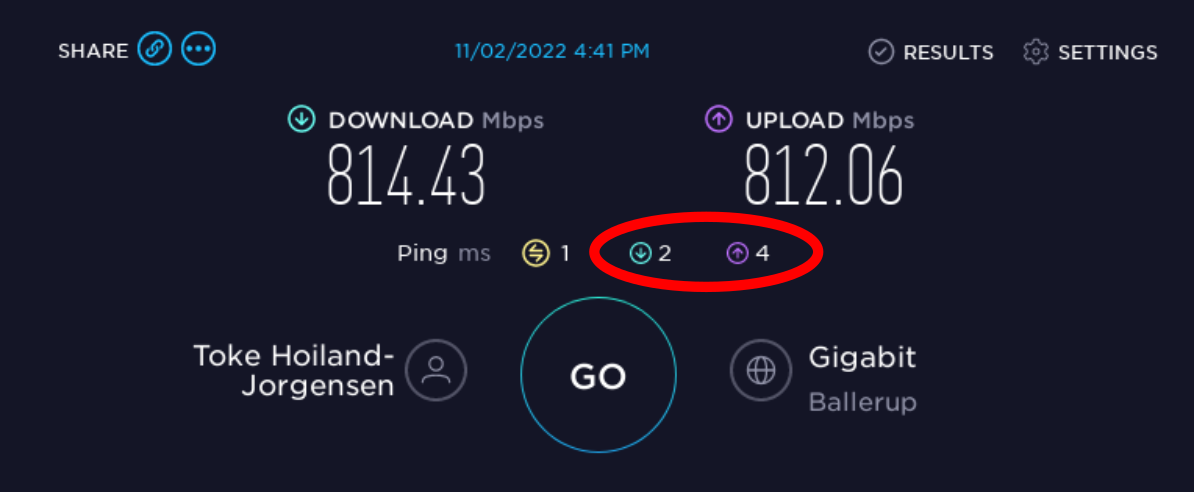 SHARE 11/02/2022 4:41 PM RESULTS SETTINGS
DOWNLOAD Mbps UPLOAD Mbps
814.43 812.06
Ping ms 1 2 4
Toke Hoiland-
Jorgensen
GO
Gigabit
Ballerup